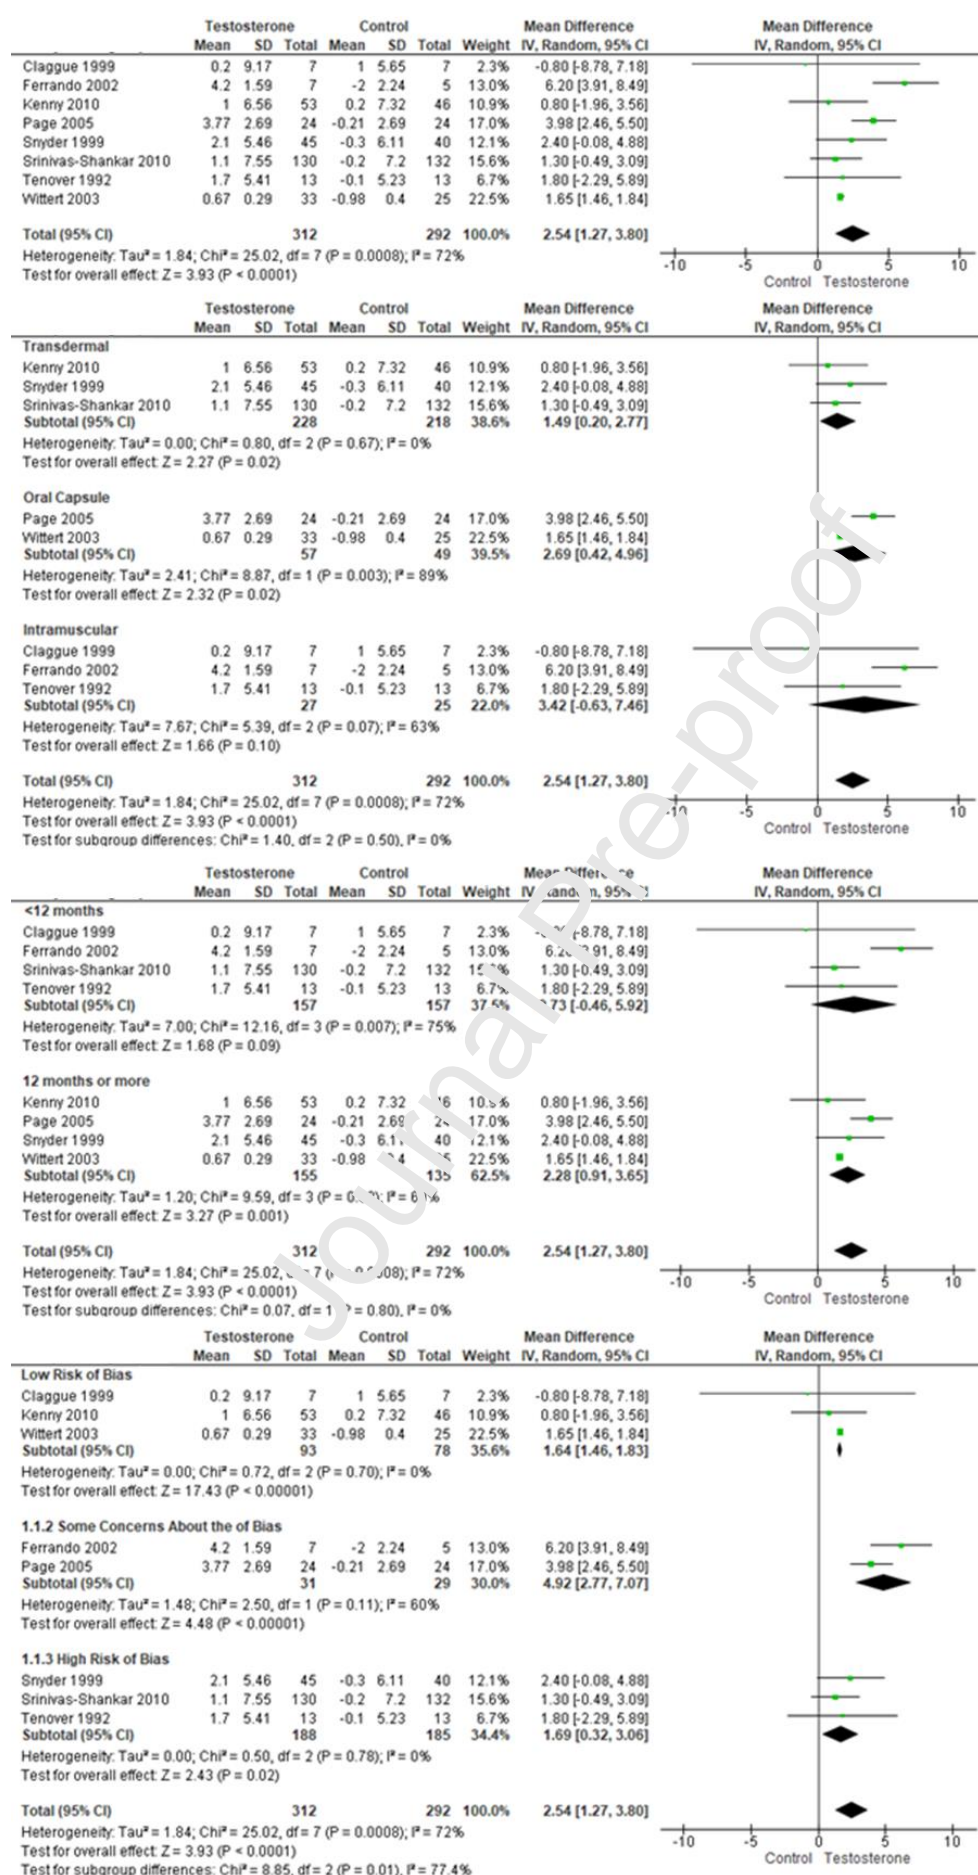 Testosterone Control Mean Difference Mean Difference
Mean SD Total Mean SD Total Weight IV, Random, 95% CI IV, Random, 95% CI
Claggue 1999 0.2 9.17 7 1 5.65 7 2.3% -0.80 [-8.78, 7.18]
Ferrando 2002 4.2 1.59 7 -2 2.24 5 13.0% 6.20 [3.91, 8.49]
Kenny 2010 1 6.56 53 0.2 7.32 46 10.9% 0.80 [-1.96, 3.56]
Page 2005 3.77 2.69 24 -0.21 2.69 24 17.0% 3.98 [2.46, 5.50]
Snyder 1999 2.1 5.46 45 -0.3 6.11 40 12.1% 2.40 [-0.08, 4.88]
Srinivas-Shankar 2010 1.1 7.55 130 -0.2 7.2 132 15.6% 1.30 [-0.49, 3.09]
Tenover 1992 1.7 5.41 13 -0.1 5.23 13 6.7% 1.80 [-2.29, 5.89]
Wittert 2003 0.67 0.29 33 -0.98 0.4 25 22.5% 1.65 [1.46, 1.84]
Total (95% CI) 312 292 100.0% 2.54 [1.27, 3.80]
Heterogeneity: Tau² = 1.84; Chi² = 25.02, df = 7 (P = 0.0008); I² = 72%
Test for overall effect: Z = 3.93 (P < 0.0001)
-10 -5 0 5 10
Control Testosterone
Testosterone Control Mean Difference Mean Difference
Mean SD Total Mean SD Total Weight IV, Random, 95% CI IV, Random, 95% CI
Transdermal
Kenny 2010 1 6.56 53 0.2 7.32 46 10.9% 0.80 [-1.96, 3.56]
Snyder 1999 2.1 5.46 45 -0.3 6.11 40 12.1% 2.40 [-0.08, 4.88]
Srinivas-Shankar 2010 1.1 7.55 130 -0.2 7.2 132 15.6% 1.30 [-0.49, 3.09]
Subtotal (95% CI) 228 218 38.6% 1.49 [0.20, 2.77]
Heterogeneity: Tau² = 0.00; Chi² = 0.80, df = 2 (P = 0.67); I² = 0%
Test for overall effect: Z = 2.27 (P = 0.02)
Oral Capsule
Page 2005 3.77 2.69 24 -0.21 2.69 24 17.0% 3.98 [2.46, 5.50]
Wittert 2003 0.67 0.29 33 -0.98 0.4 25 22.5% 1.65 [1.46, 1.84]
Subtotal (95% CI) 57 49 39.5% 2.69 [0.42, 4.96]
Heterogeneity: Tau² = 2.41; Chi² = 8.87, df = 1 (P = 0.003); I² = 89%
Test for overall effect: Z = 2.32 (P = 0.02)
Intramuscular
Claggue 1999 0.2 9.17 7 1 5.65 7 2.3% -0.80 [-8.78, 7.18]
Ferrando 2002 4.2 1.59 7 -2 2.24 5 13.0% 6.20 [3.91, 8.49]
Tenover 1992 1.7 5.41 13 -0.1 5.23 13 6.7% 1.80 [-2.29, 5.89]
Subtotal (95% CI) 27 25 22.0% 3.42 [-0.63, 7.46]
Heterogeneity: Tau² = 7.67; Chi² = 5.39, df = 2 (P = 0.07); I² = 63%
Test for overall effect: Z = 1.66 (P = 0.10)
Total (95% CI) 312 292 100.0% 2.54 [1.27, 3.80]
Heterogeneity: Tau² = 1.84; Chi² = 25.02, df = 7 (P = 0.0008); I² = 72%
Test for overall effect: Z = 3.93 (P < 0.0001)
Test for subgroup differences: Chi² = 1.40, df = 2 (P = 0.50), I² = 0%
-10 -5 0 5 10
Control Testosterone
Testosterone Control Mean Difference Mean Difference
Mean SD Total Mean SD Total Weight IV, Random, 95% IV, Random, 95% CI
<12 months
Claggue 1999 0.2 9.17 7 1 5.65 7 2.3% [-8.78, 7.18]
Ferrando 2002 4.2 1.59 7 -2 2.24 5 13.0% 8.49]
Srinivas-Shankar 2010 1.1 7.55 130 -0.2 7.2 132 1.30 [-0.49, 3.09]
Tenover 1992 1.7 5.41 13 -0.1 5.23 13 6.7% 1.80 [-2.29, 5.89]
Subtotal (95% CI) 157 157 37.5% [-0.46, 5.92]
Heterogeneity: Tau² = 7.00; Chi² = 12.16, df = 3 (P = 0.007); I² = 75%
Test for overall effect: Z = 1.68 (P = 0.09)
12 months or more
Kenny 2010 1 6.56 53 0.2 7.32 0.80 [-1.96, 3.56]
Page 2005 3.77 2.69 24 -0.21 2.69 17.0% 3.98 [2.46, 5.50]
Snyder 1999 2.1 5.46 45 -0.3 40 12.1% 2.40 [-0.08, 4.88]
Wittert 2003 0.67 0.29 33 -0.98 22.5% 1.65 [1.46, 1.84]
Subtotal (95% CI) 155 135 62.5% 2.28 [0.91, 3.65]
Heterogeneity: Tau² = 1.20; Chi² = 9.59, df = 3 (P =
Test for overall effect: Z = 3.27 (P = 0.001)
Total (95% CI) 312 292 100.0% 2.54 [1.27, 3.80]
Heterogeneity: Tau² = 1.84; Chi² = 25.02, I² = 72%
Test for overall effect: Z = 3.93 (P < 0.0001)
Test for subgroup differences: Chi² = 0.07, df = 1 P = 0.80), I² = 0%
-10 -5 0 5 10
Control Testosterone
Testosterone Control Mean Difference Mean Difference
Mean SD Total Mean SD Total Weight IV, Random, 95% CI IV, Random, 95% CI
Low Risk of Bias
Claggue 1999 0.2 9.17 7 1 5.65 7 2.3% -0.80 [-8.78, 7.18]
Kenny 2010 1 6.56 53 0.2 7.32 46 10.9% 0.80 [-1.96, 3.56]
Wittert 2003 0.67 0.29 33 -0.98 0.4 25 22.5% 1.65 [1.46, 1.84]
Subtotal (95% CI) 93 78 35.6% 1.64 [1.46, 1.83]
Heterogeneity: Tau² = 0.00; Chi² = 0.72, df = 2 (P = 0.70); I² = 0%
Test for overall effect: Z = 17.43 (P < 0.00001)
1.1.2 Some Concerns About the of Bias
Ferrando 2002 4.2 1.59 7 -2 2.24 5 13.0% 6.20 [3.91, 8.49]
Page 2005 3.77 2.69 24 -0.21 2.69 24 17.0% 3.98 [2.46, 5.50]
Subtotal (95% CI) 31 29 30.0% 4.92 [2.77, 7.07]
Heterogeneity: Tau² = 1.48; Chi² = 2.50, df = 1 (P = 0.11); I² = 60%
Test for overall effect: Z = 4.48 (P < 0.00001)
1.1.3 High Risk of Bias
Snyder 1999 2.1 5.46 45 -0.3 6.11 40 12.1% 2.40 [-0.08, 4.88]
Srinivas-Shankar 2010 1.1 7.55 130 -0.2 7.2 132 15.6% 1.30 [-0.49, 3.09]
Tenover 1992 1.7 5.41 13 -0.1 5.23 13 6.7% 1.80 [-2.29, 5.89]
Subtotal (95% CI) 188 185 34.4% 1.69 [0.32, 3.06]
Heterogeneity: Tau² = 0.00; Chi² = 0.50, df = 2 (P = 0.78); I² = 0%
Test for overall effect: Z = 2.43 (P = 0.02)
Total (95% CI) 312 292 100.0% 2.54 [1.27, 3.80]
Heterogeneity: Tau² = 1.84; Chi² = 25.02, df = 7 (P = 0.0008); I² = 72%
Test for overall effect: Z = 3.93 (P < 0.0001)
Test for subgroup differences: Chi² = 8.85, df = 2 (P = 0.01), I² = 77.4%
-10 -5 0 5 10
Control Testosterone
Journal Pre-proof